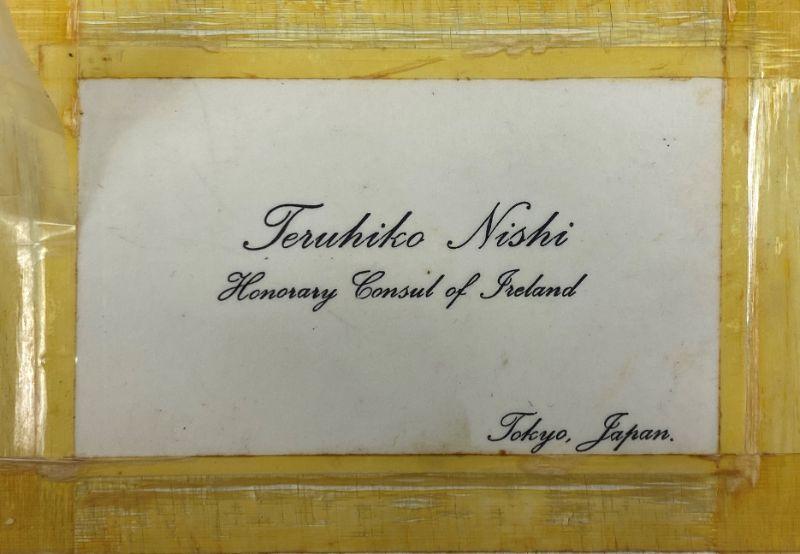 Teruhiko Nishi
Honorary Consul of Ireland
Tokyo, Japan.